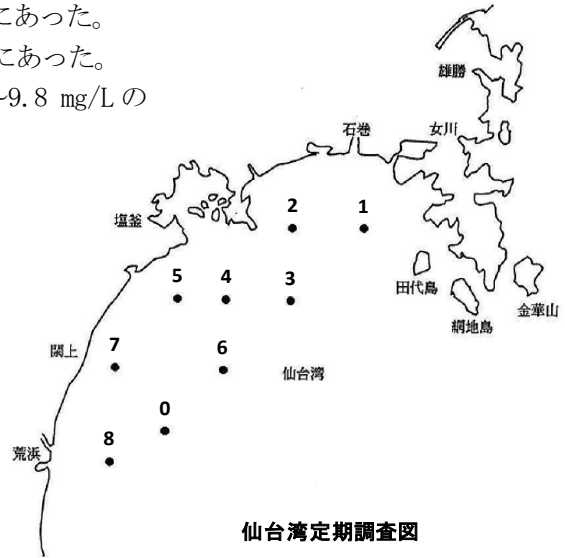 にあった。
にあった。
~9.8 mg/L の
雄勝
石巻
女川
2
1
塩釜
5
4
3
田代島
網地島
金華山
閖上
7
6
仙台湾
0
荒浜
8
仙台湾定期調査図